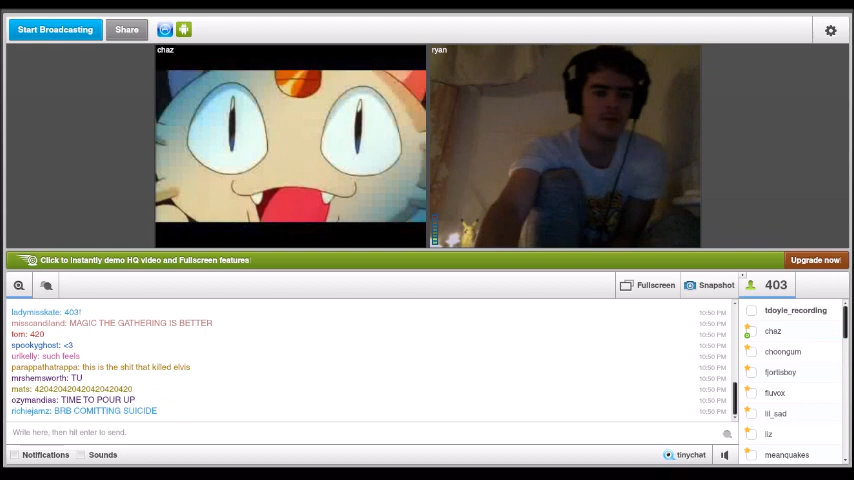 Start Broadcasting
Share
chaz
ryan
Click to instantly demo HQ video and Fullscreen features!
Upgrade now!
Fullscreen
Snapshot
403
ladymisskate: 403! 10:50 PM
misscandiland: MAGIC THE GATHERING IS BETTER 10:50 PM
tom: 420 10:50 PM
spookyghost: <3 10:50 PM
urlkelly: such feels 10:50 PM
parappathatrappa: this is the shit that killed elvis 10:50 PM
mrshemsworth: TU 10:50 PM
mats: 420420420420420420420 10:50 PM
ozymandias: TIME TO POUR UP 10:50 PM
richiejamz: BRB COMITTING SUICIDE 10:50 PM
tdoyle_recording
chaz
choongum
fjortisboy
fluvox
lil_sad
liz
meanquakes
Write here, then hit enter to send.
Notifications
Sounds
tinychat